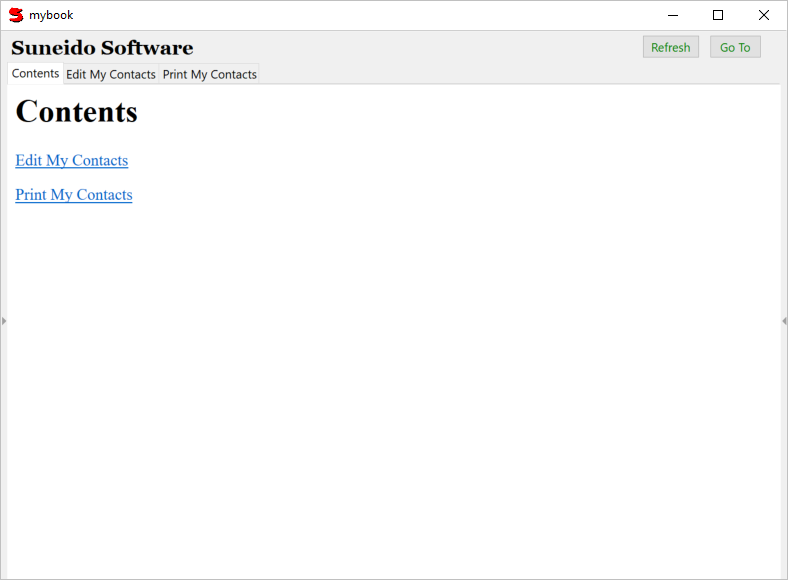 mybook
Suneido Software
Refresh Go To
Contents Edit My Contacts Print My Contacts
Contents
Edit My Contacts
Print My Contacts